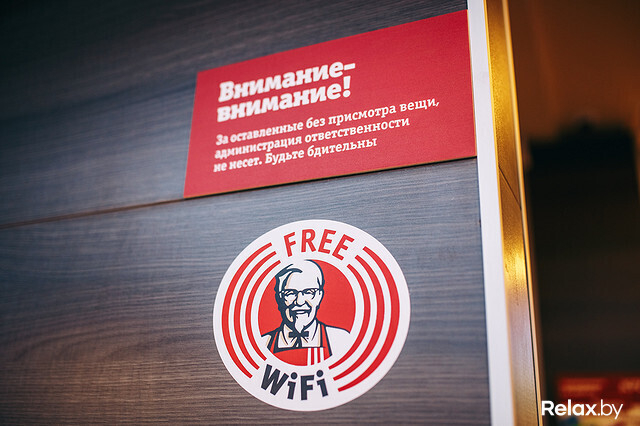 Внимание-
внимание!
За оставленные без присмотра вещи,
администрация ответственности
не несет. Будьте бдительны
FREE
WiFi
Relax.by